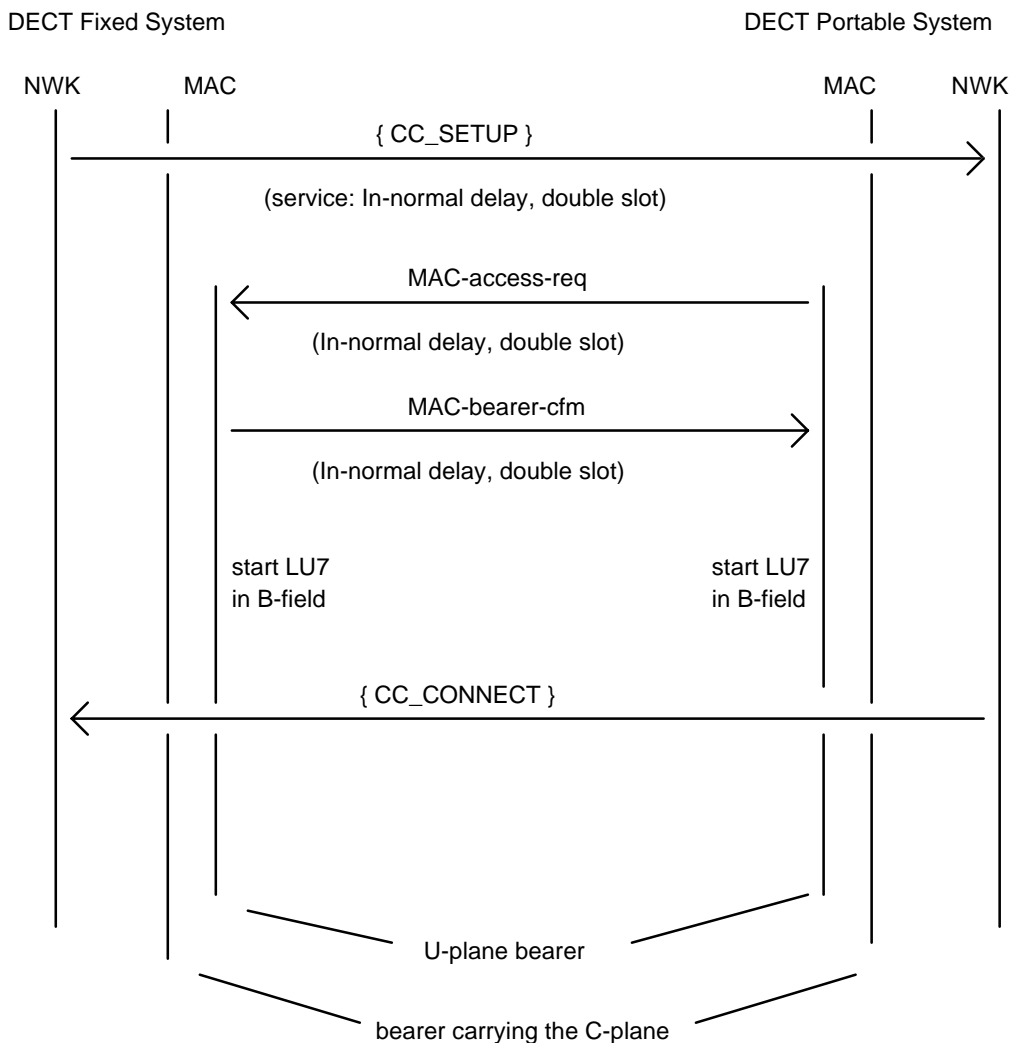 DECT Fixed System DECT Portable System
NWK MAC MAC NWK
{ CC_SETUP }
(service: In-normal delay, double slot)
MAC-access-req
(In-normal delay, double slot)
MAC-bearer-cfm
(In-normal delay, double slot)
start LU7 start LU7
in B-field in B-field
{ CC_CONNECT }
U-plane bearer
bearer carrying the C-plane